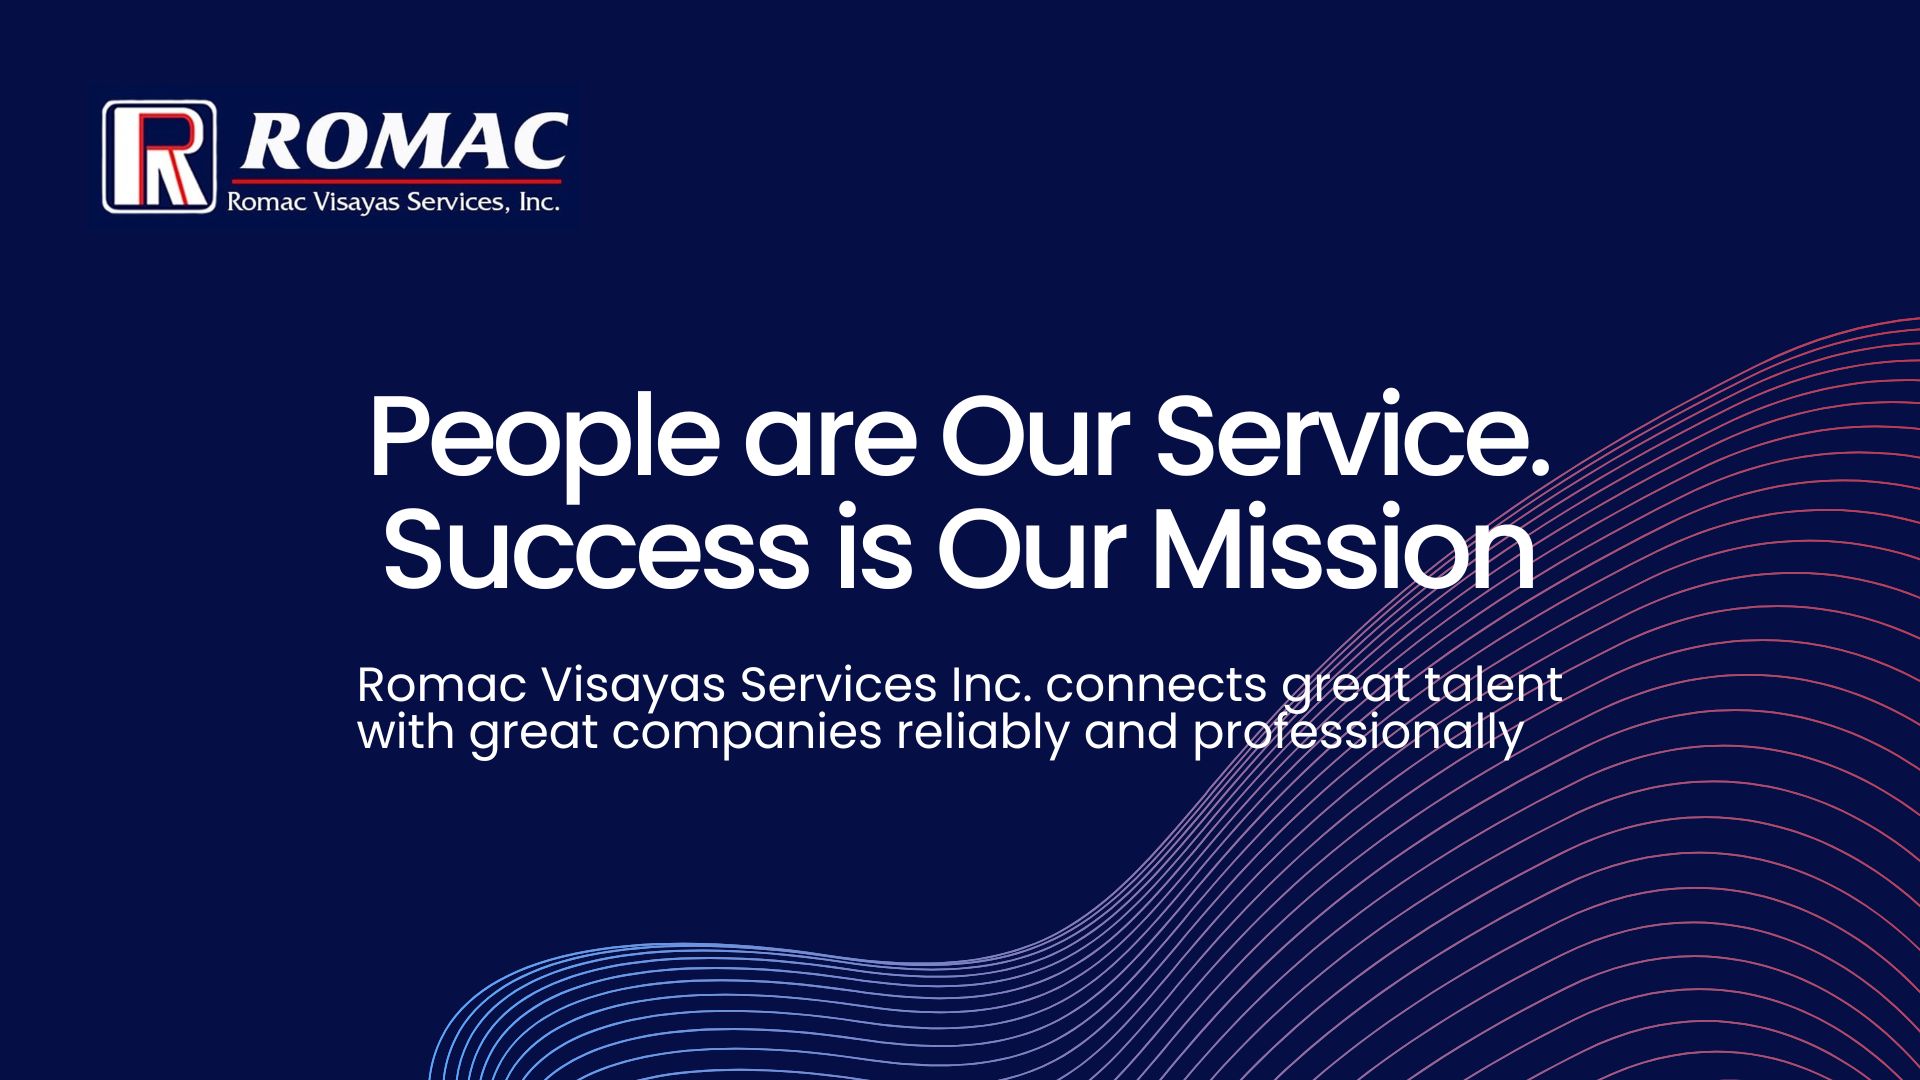 ROMAC
Romac Visayas Services, Inc.
People are Our Service.
Success is Our Mission
Romac Visayas Services Inc. connects great talent
with great companies reliably and professionally